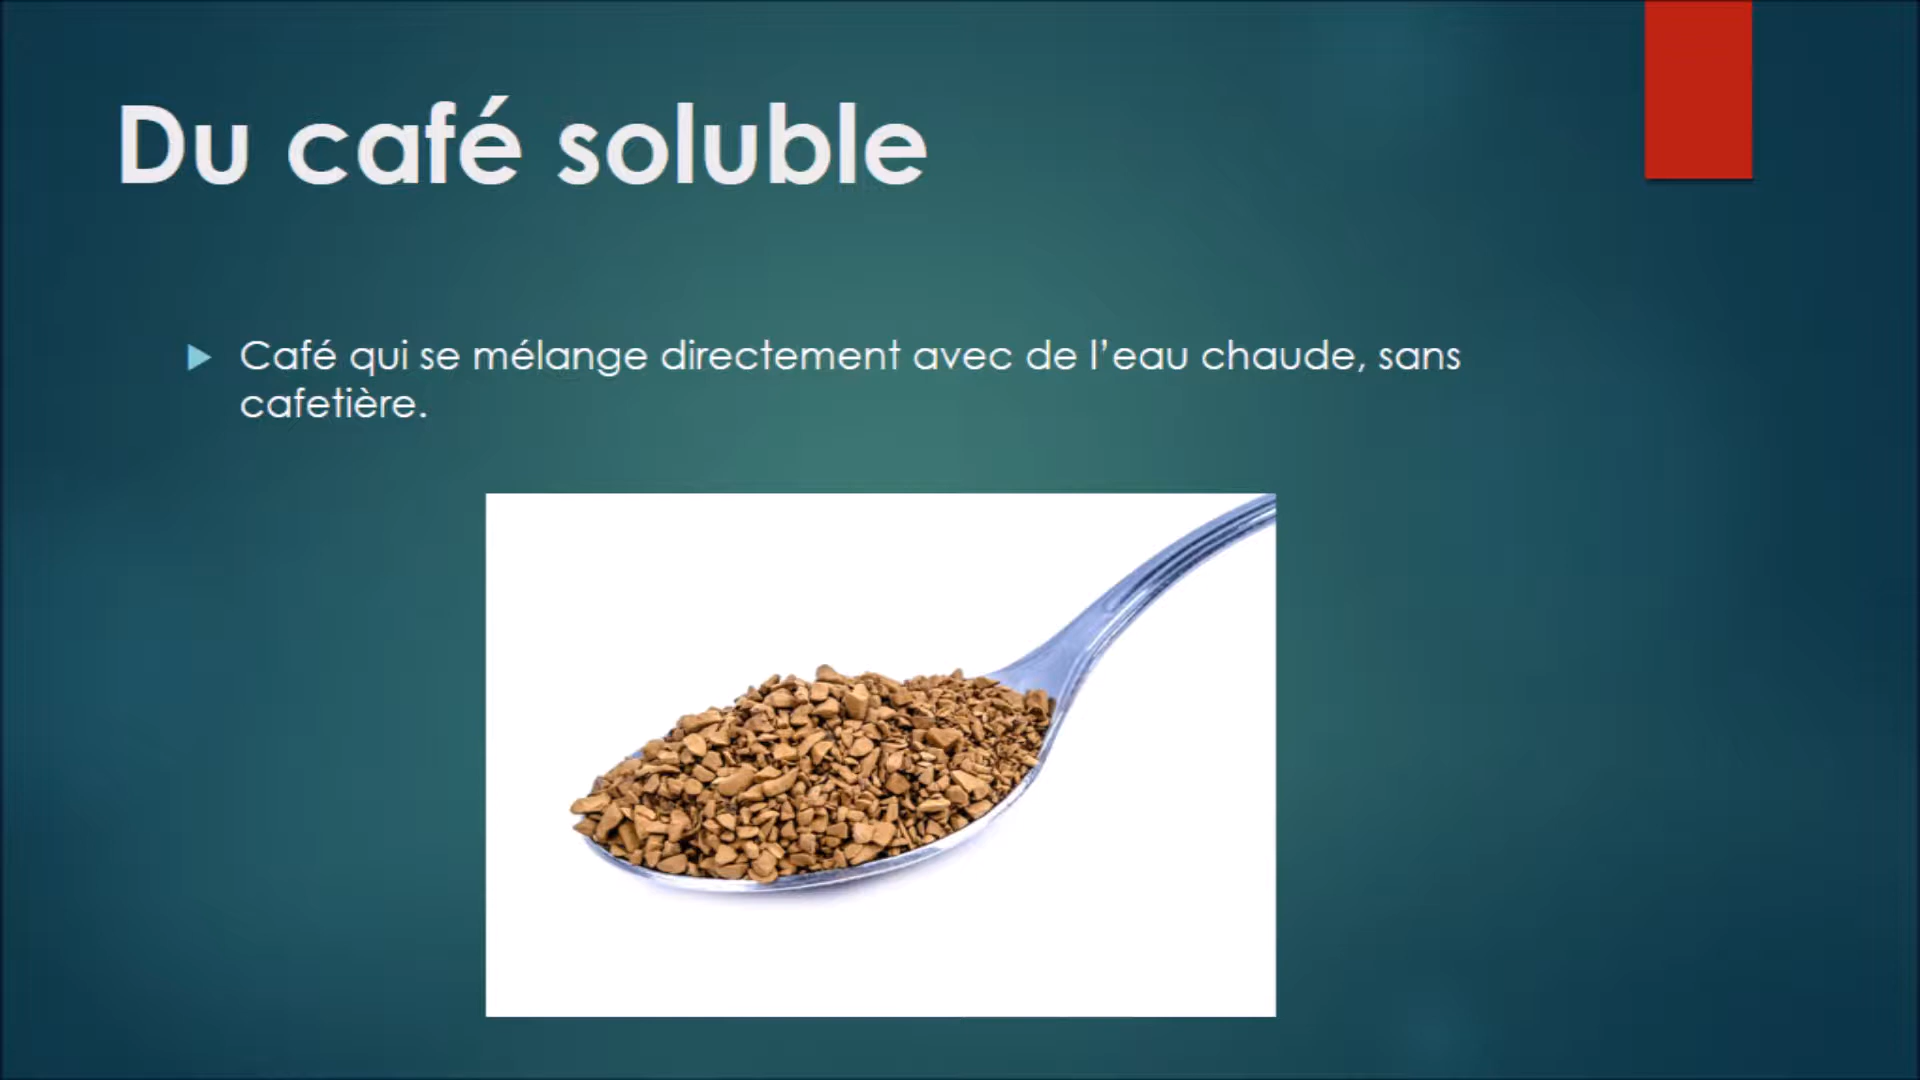 Du café soluble
Café qui se mélange directement avec de l’eau chaude, sans
cafetière.